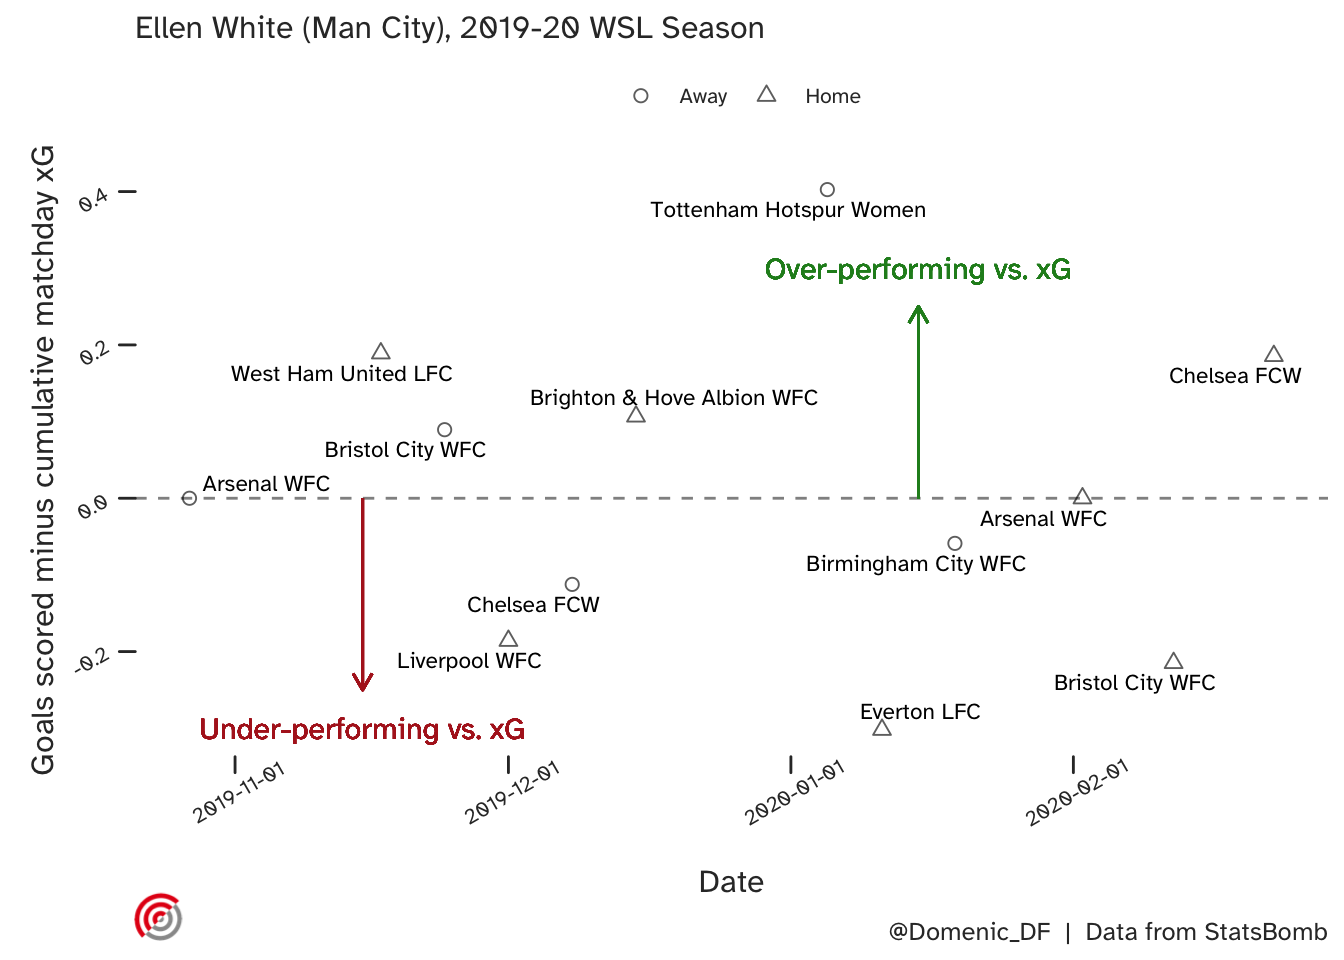 Ellen White (Man City), 2019-20 WSL Season
Away
Home
Goals scored minus cumulative matchday xG
0.4
0.2
0.0
-0.2
Tottenham Hotspur Women
Over-performing vs. xG
West Ham United LFC
Chelsea FCW
Brighton & Hove Albion WFC
Bristol City WFC
Arsenal WFC
Arsenal WFC
Birmingham City WFC
Chelsea FCW
Liverpool WFC
Bristol City WFC
Everton LFC
Under-performing vs. xG
2019-11-01
2019-12-01
2020-01-01
2020-02-01
Date
@Domenic_DF | Data from StatsBomb